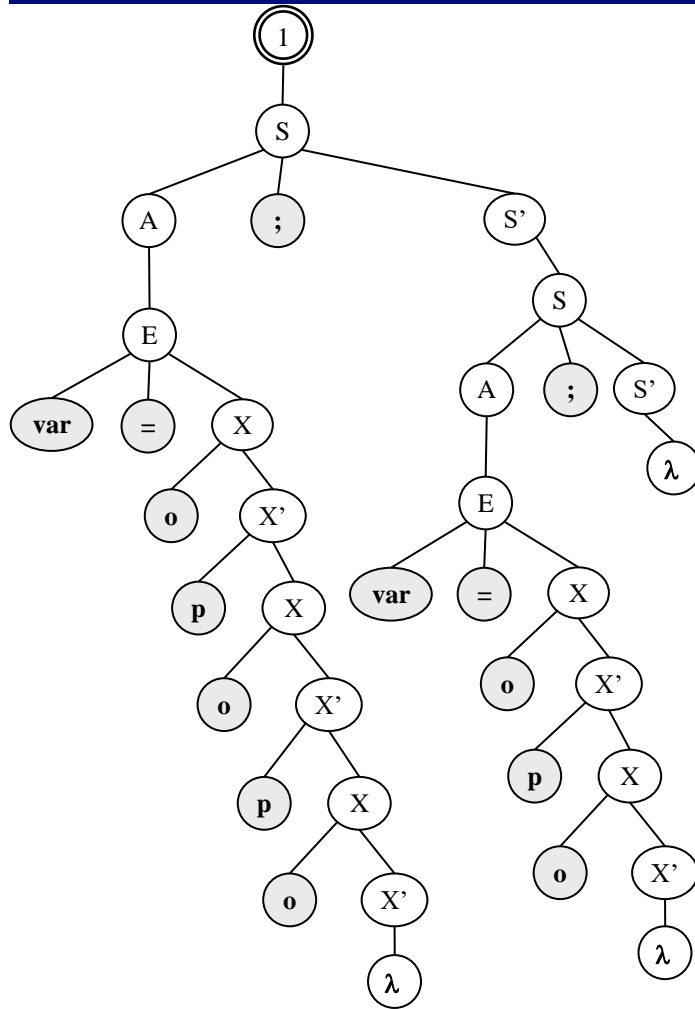 1
S
A ; S’
S
E
A ; S’
var = X
λ
o X’
E
p X
var = X
o X’
o X’
p X
p X
o X’
o X’
λ
λ